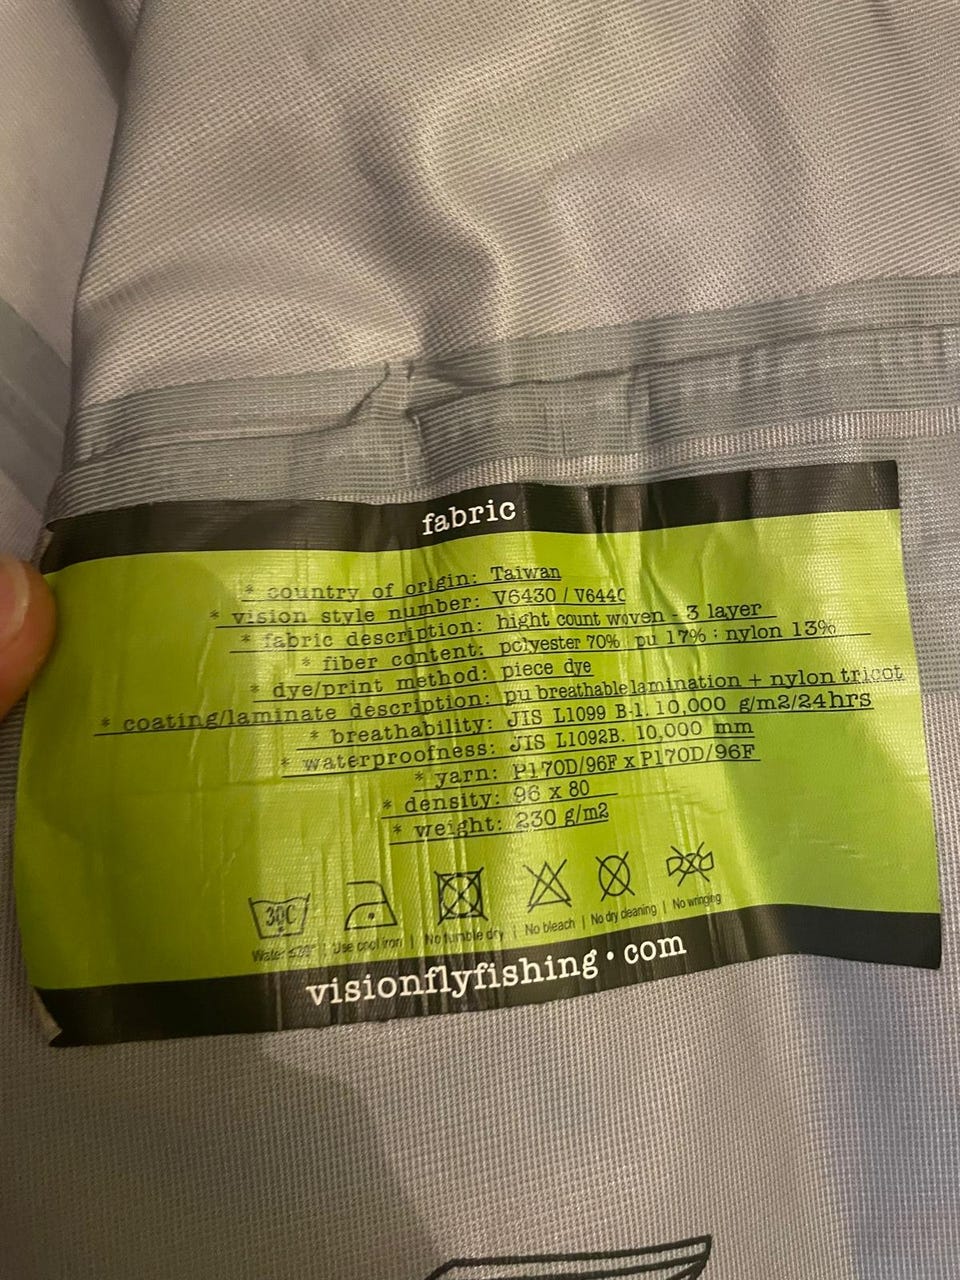 fabric
* country of origin: Taiwan
* vision style number: V6430 / V6440
* fabric description: hight count woven - 3 layer
* fiber content: polyester 70% pu 17% : nylon 13%
* dye/print method: piece dye
* coating/laminate description: pu breathable lamination + nylon tricot
* breathability: JIS L1099 B-1. 10,000 g/m2/24hrs
* waterproofness: JIS L1092B. 10,000 mm
* yarn: P170D/96F x P170D/96F
* density: 96 x 80
* weight: 230 g/m2
30C
Water ≤30° | Use cool iron | No tumble dry | No bleach | No dry cleaning | No wringing
visionflyfishing•com